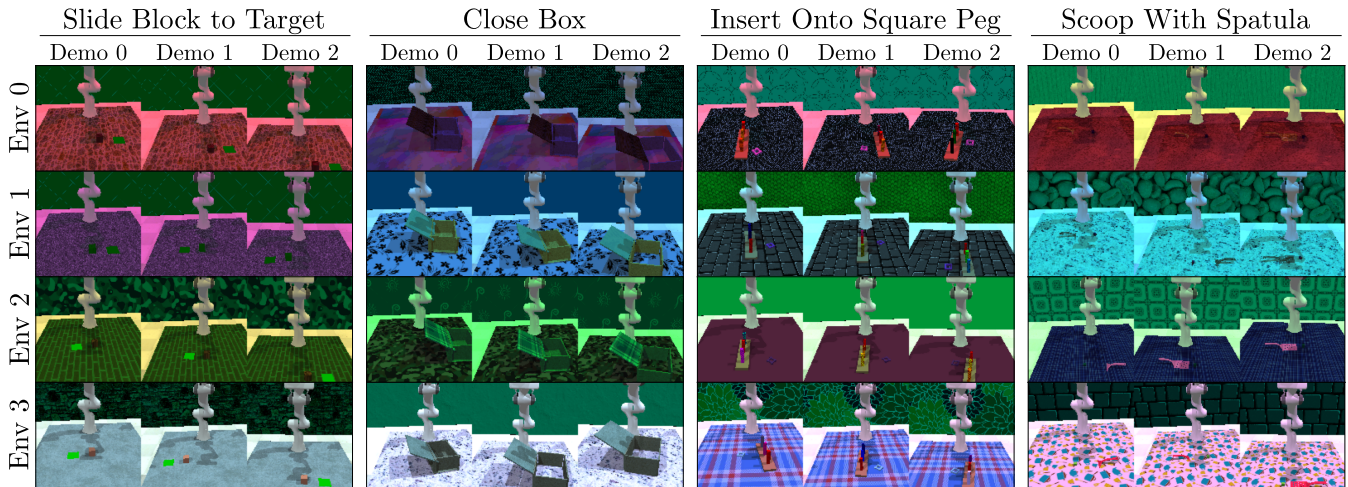 Slide Block to Target
Close Box
Insert Onto Square Peg
Scoop With Spatula
Demo 0 Demo 1 Demo 2
Demo 0 Demo 1 Demo 2
Demo 0 Demo 1 Demo 2
Demo 0 Demo 1 Demo 2
Env 0
Env 1
Env 2
Env 3